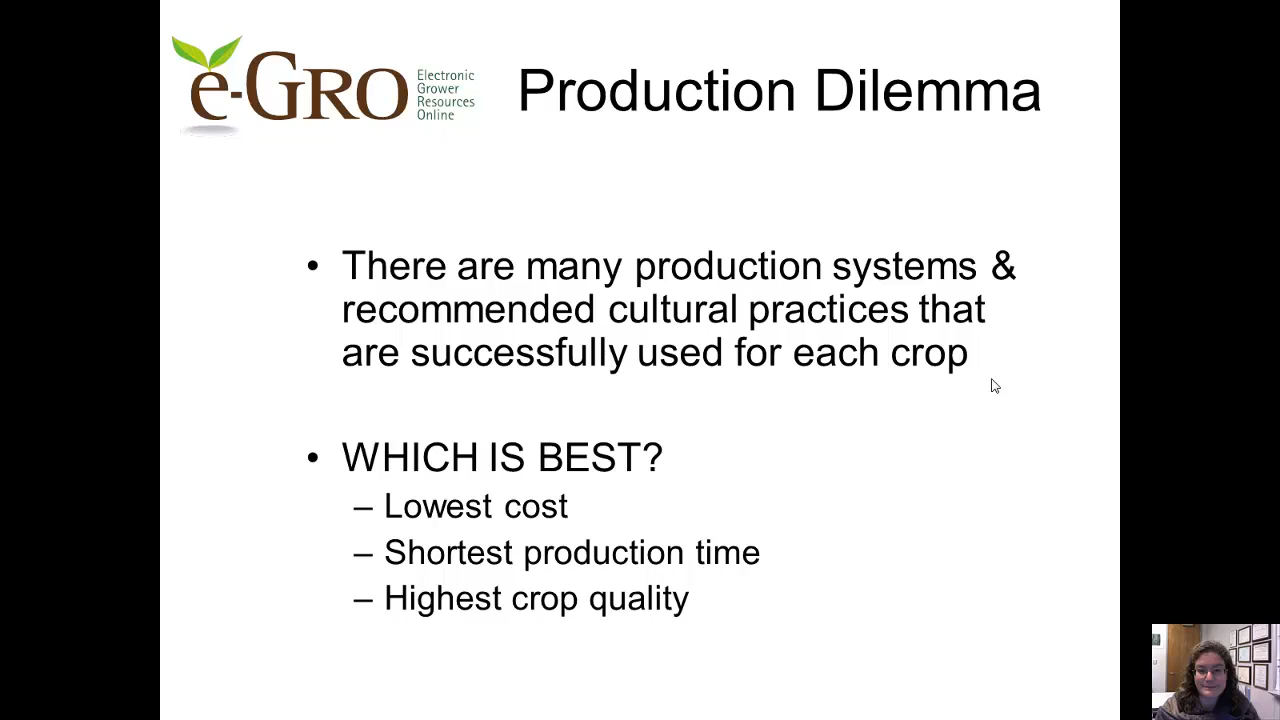 e-GRO
Electronic
Grower
Resources
Online
Production Dilemma
• There are many production systems &
recommended cultural practices that
are successfully used for each crop
• WHICH IS BEST?
– Lowest cost
– Shortest production time
– Highest crop quality